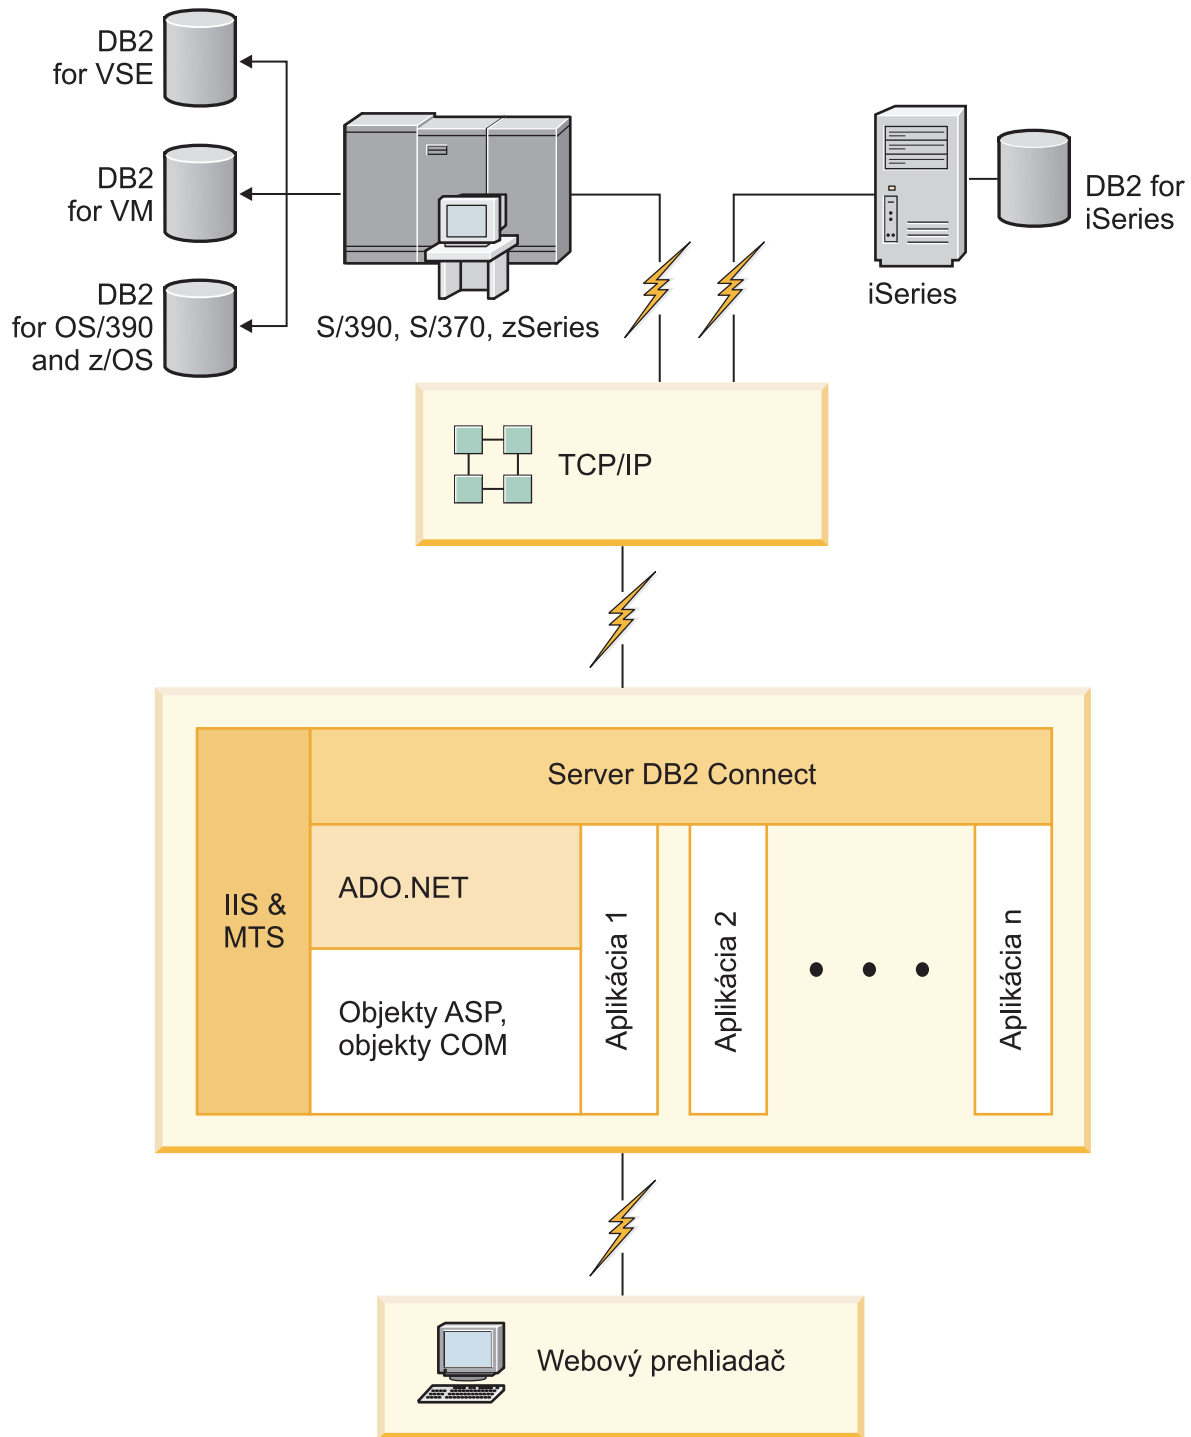 DB2
for VSE
DB2
for VM
DB2
for OS/390
and z/OS
S/390, S/370, zSeries
iSeries
DB2 for
iSeries
TCP/IP
Server DB2 Connect
IIS &
MTS
ADO.NET
Objekty ASP,
objekty COM
Aplikácia 1
Aplikácia 2
Aplikácia n
Webový prehliadač